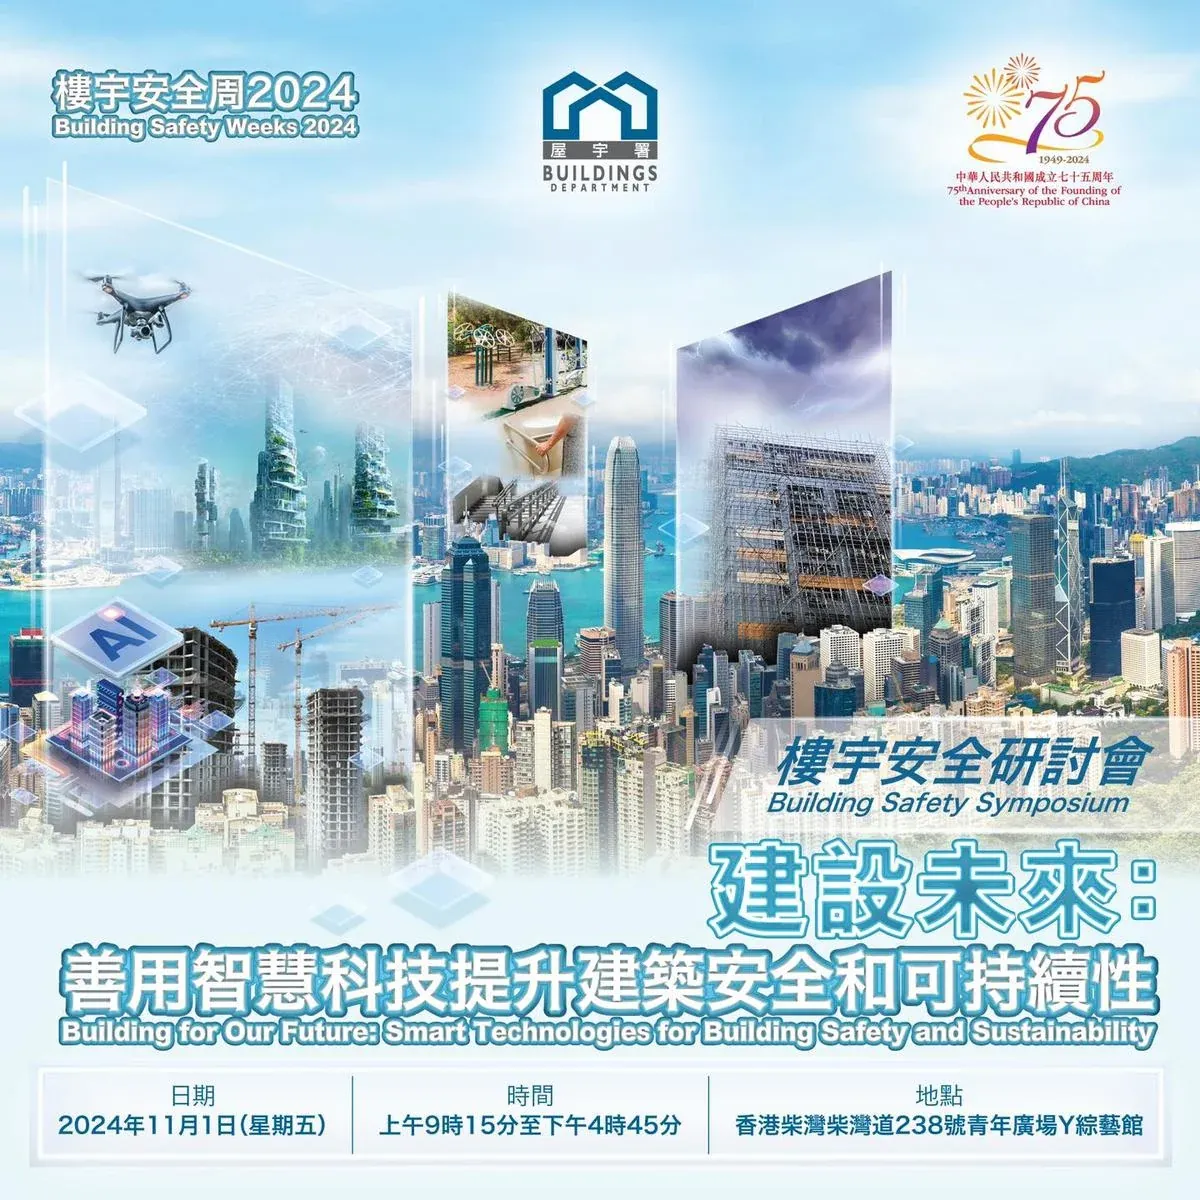 樓宇安全周2024
Building Safety Weeks 2024
屋宇署
BUILDINGS
DEPARTMENT
75
1949-2024
中華人民共和國成立七十五周年
75thAnniversary of the Founding of
the People's Republic of China
AI
樓宇安全研討會
Building Safety Symposium
建設未來:
善用智慧科技提升建築安全和可持續性
Building for Our Future: Smart Technologies for Building Safety and Sustainability
日期
2024年11月1日(星期五)
時間
上午9時15分至下午4時45分
地點
香港柴灣柴灣道238號青年廣場Y綜藝館